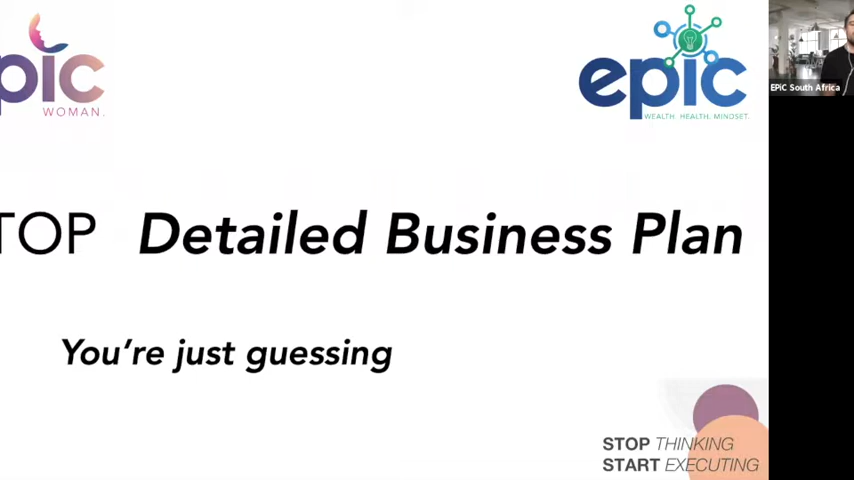 pic
WOMAN.
epic
WEALTH. HEALTH. MINDSET.
EPiC South Africa
TOP Detailed Business Plan
You're just guessing
STOP THINKING
START EXECUTING